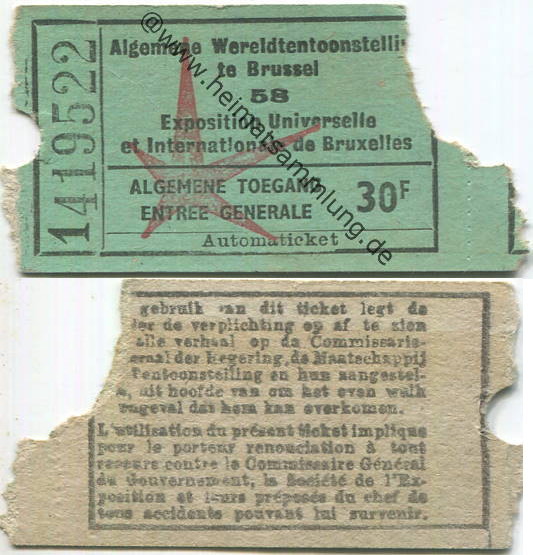 1419522
Algemene Wereldtentoonstelli
te Brussel
58
Exposition Universelle
et Internationale de Bruxelles
ALGEMENE TOEGANG
ENTREE GENERALE
30F
Automaticket
@www.heimatsammlung.de
gebruik van dit ticket legt de
der de verplichting op af te zien
alle verhaal op de Commissaris-
eraal der Regering, de Maatschappij
Tentoonstelling en hun aangestel-
, uit hoofde van om het even welk
ongeval dat hem kan overkomen.
L'utilisation du présent ticket implique
pour le porteur renonciation à tout
recours contre le Commissaire Général
du Gouvernement, la Société de l'Ex-
position et leurs préposés du chef de
tous accidents pouvant lui survenir.